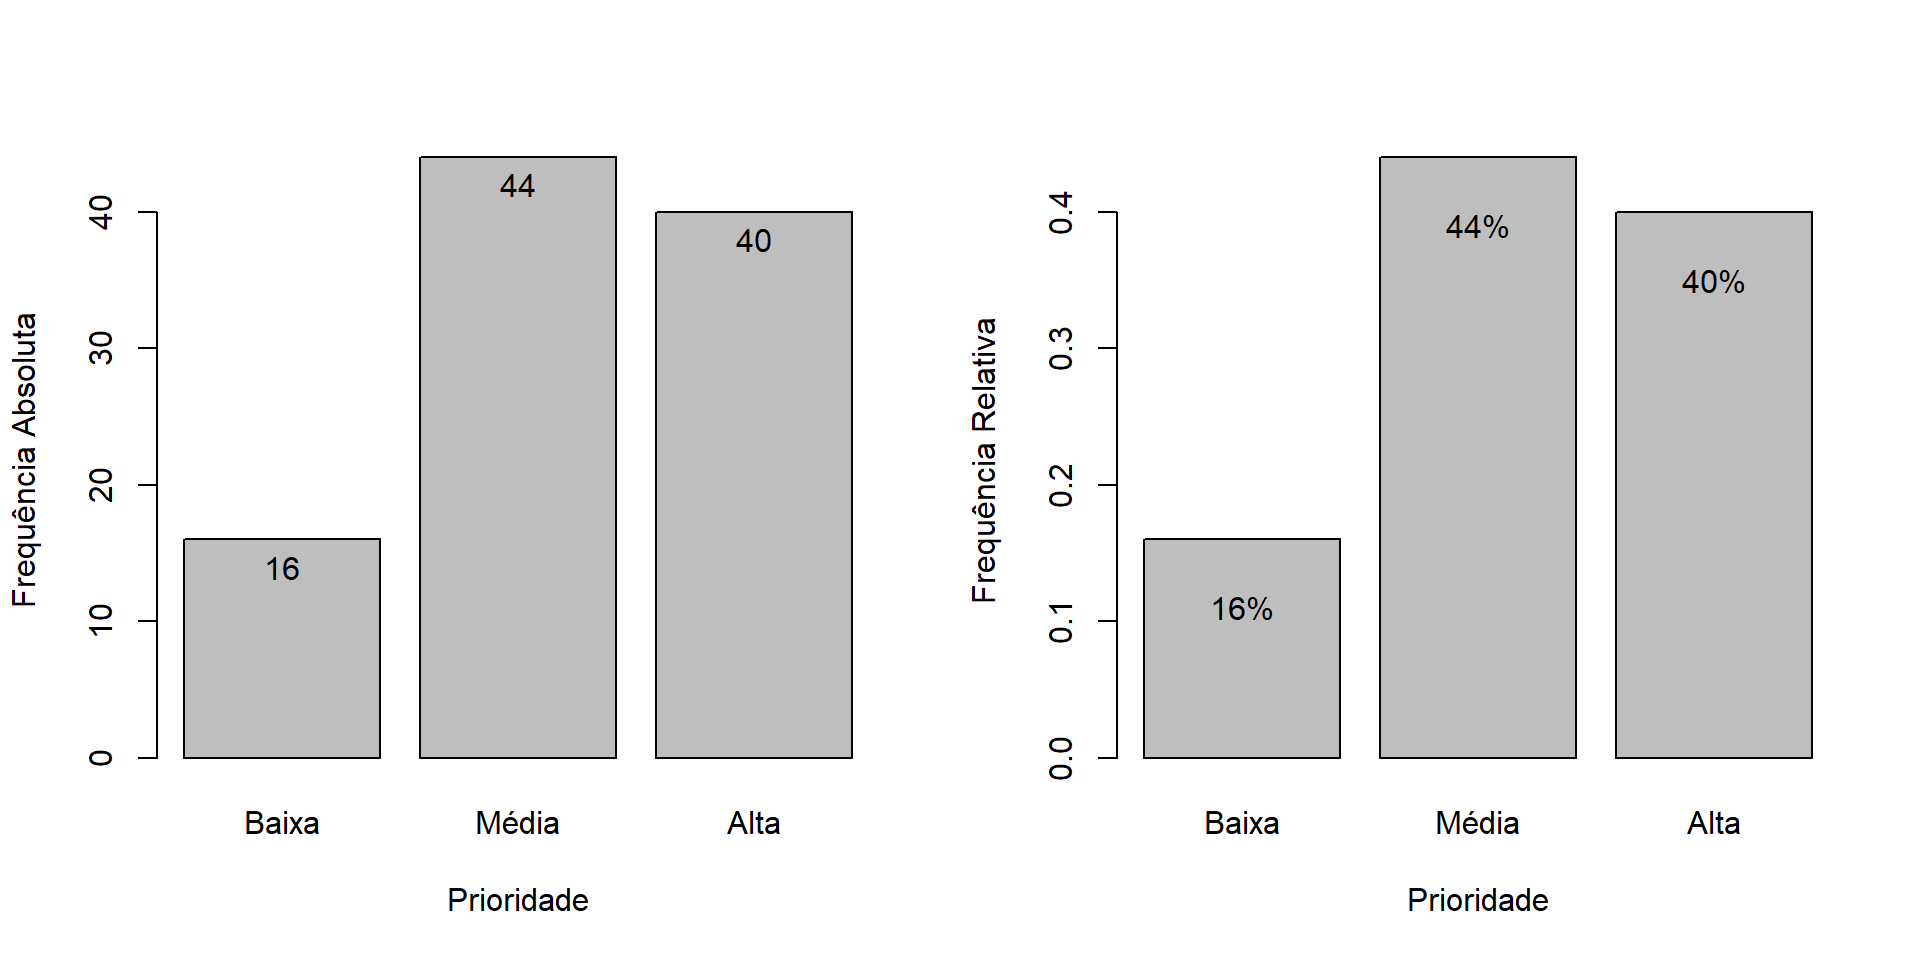 Frequência Absoluta
40
30
20
10
0
44
40
16
Baixa Média Alta
Prioridade
Frequência Relativa
0.4
0.3
0.2
0.1
0.0
44%
40%
16%
Baixa Média Alta
Prioridade